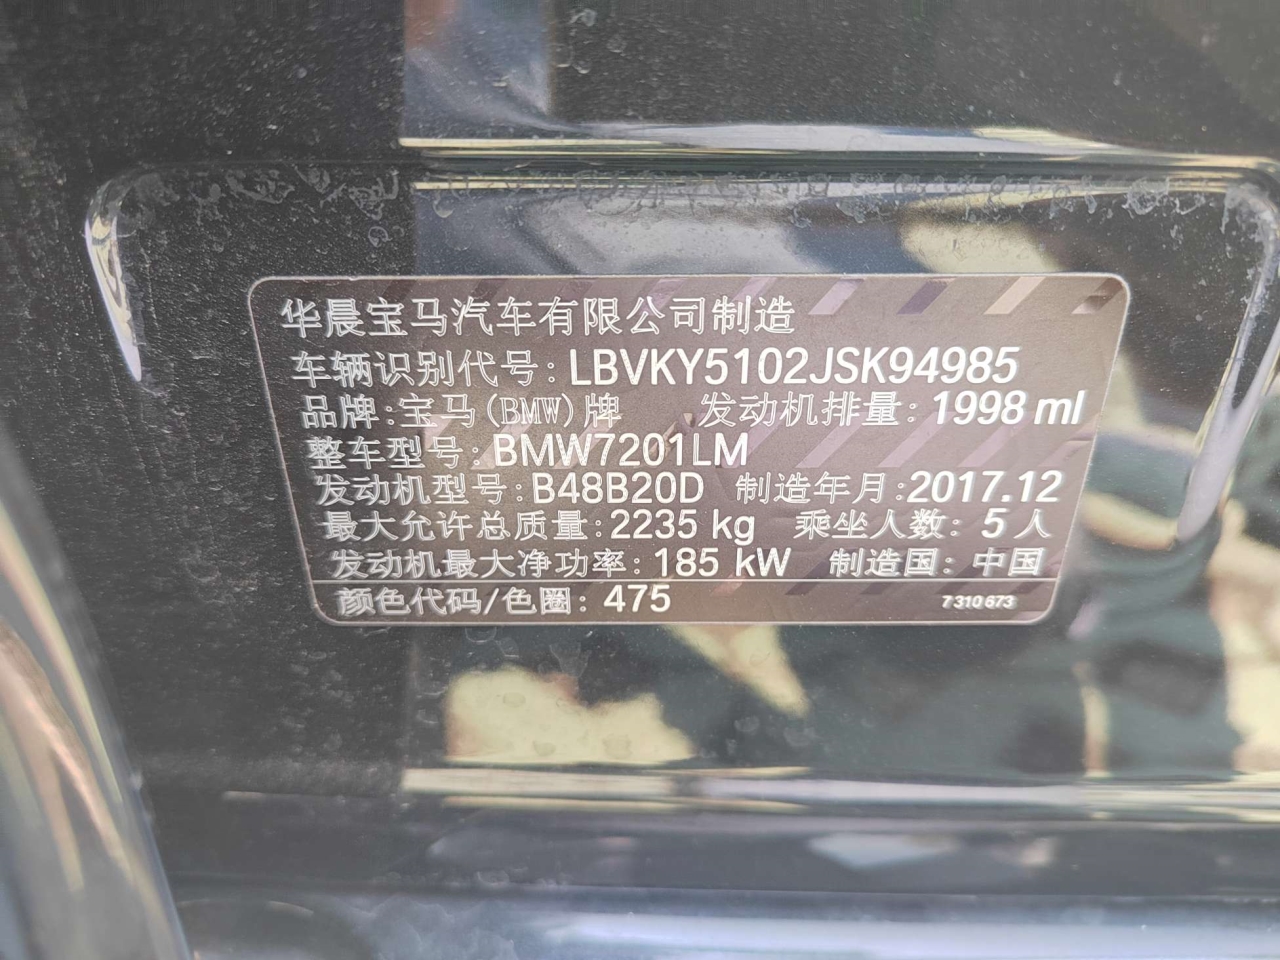 华晨宝马汽车有限公司制造
车辆识别代号:LBVKY5102JSK94985
品牌:宝马(BMW)牌 发动机排量:1998 ml
整车型号:BMW7201LM
发动机型号:B48B20D 制造年月:2017.12
最大允许总质量:2235 kg 乘坐人数:5人
发动机最大净功率:185 kW 制造国:中国
颜色代码/色圈:475 7310673